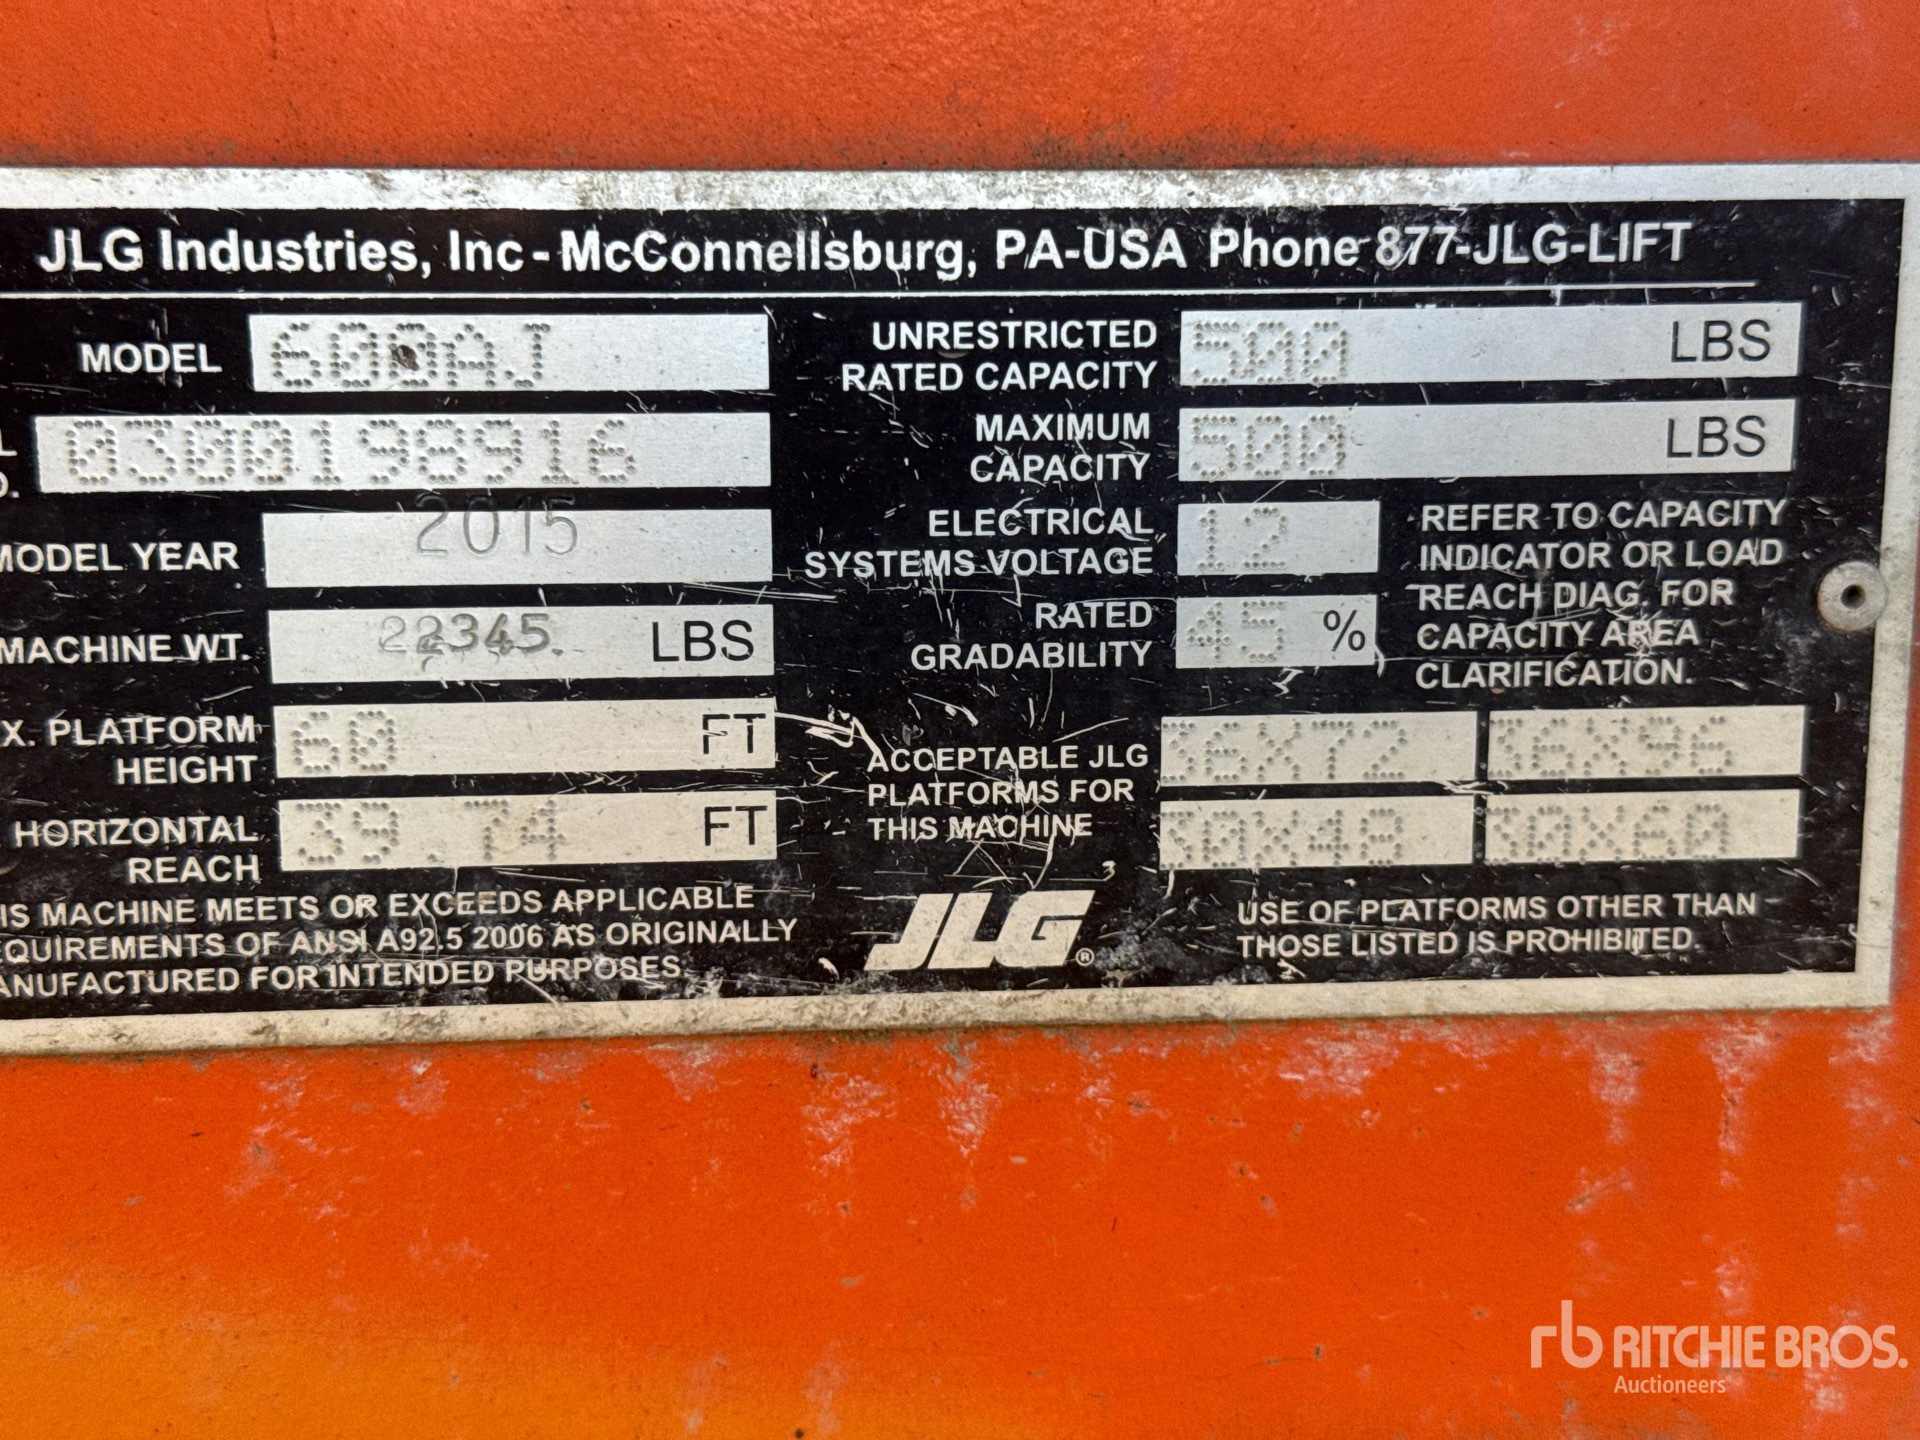 JLG Industries, Inc - McConnellsburg, PA-USA Phone 877-JLG-LIFT
MODEL 600AJ
0300198916
MODEL YEAR 2015
MACHINE WT. 22345 LBS
X. PLATFORM
HEIGHT 60 FT
HORIZONTAL
REACH 39.74 FT
IS MACHINE MEETS OR EXCEEDS APPLICABLE
EQUIREMENTS OF ANSI A92.5 2006 AS ORIGINALLY
ANUFACTURED FOR INTENDED PURPOSES.
UNRESTRICTED
RATED CAPACITY 500 LBS
MAXIMUM
CAPACITY 500 LBS
ELECTRICAL
SYSTEMS VOLTAGE 12
RATED
GRADABILITY 45 %
REFER TO CAPACITY
INDICATOR OR LOAD
REACH DIAG. FOR
CAPACITY AREA
CLARIFICATION.
ACCEPTABLE JLG
PLATFORMS FOR
THIS MACHINE
36X72 36X96
30X48 30X60
3
JLG®
USE OF PLATFORMS OTHER THAN
THOSE LISTED IS PROHIBITED.
rb RITCHIE BROS.
Auctioneers